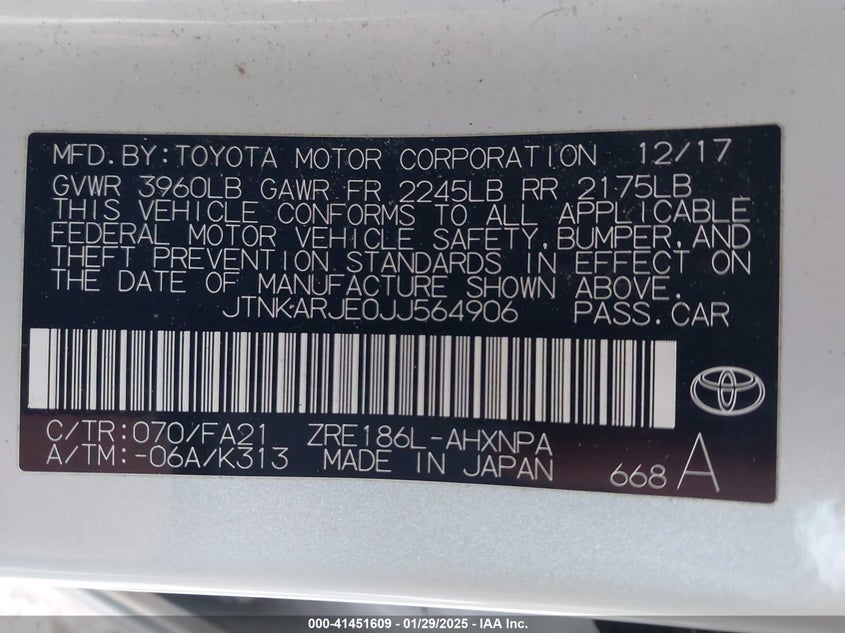 MFD.BY:TOYOTA MOTOR CORPORATION 12/17
GVWR 3960LB GAWR FR 2245LB RR 2175LB
THIS VEHICLE CONFORMS TO ALL APPLICABLE
FEDERAL MOTOR VEHICLE SAFETY,BUMPER,AND
THEFT PREVENTION STANDARDS IN EFFECT ON
THE DATE OF MANUFACTURE SHOWN ABOVE.
JTNKARJE0JJ564906 PASS.CAR
C/TR:070/FA21 ZRE186L-AHXNPA
A/TM:-06A/K313 MADE IN JAPAN 668 A
000-41451609 - 01/29/2025 - IAA Inc.